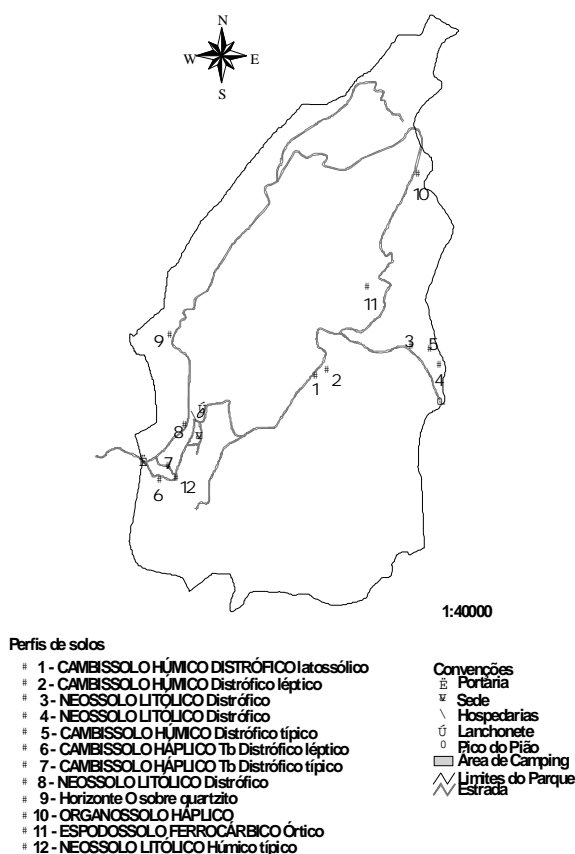 N
W E
S
10
11
9
3 5
4
1 2
8
7
6 12
1:40000
Perfis de solos
# 1 - CAMBISSOLO HÚMICO DISTRÓFICO latossólico
# 2 - CAMBISSOLO HÚMICO Distrófico léptico
# 3 - NEOSSOLO LITÓLICO Distrófico
# 4 - NEOSSOLO LITÓLICO Distrófico
# 5 - CAMBISSOLO HÚMICO Distrófico típico
# 6 - CAMBISSOLO HÁPLICO Tb Distrófico léptico
# 7 - CAMBISSOLO HÁPLICO Tb Distrófico típico
# 8 - NEOSSOLO LITÓLICO Distrófico
# 9 - Horizonte O sobre quartzito
# 10 - ORGANOSSOLO HÁPLICO
# 11 - ESPODOSSOLO FERROCÁRBICO Órtico
# 12 - NEOSSOLO LITÓLICO Húmico típico
Convenções
Portaria
Sede
\ Hospedarias
Ú Lanchonete
0 Pico do Pião
Área de Camping
Limites do Parque
Estrada